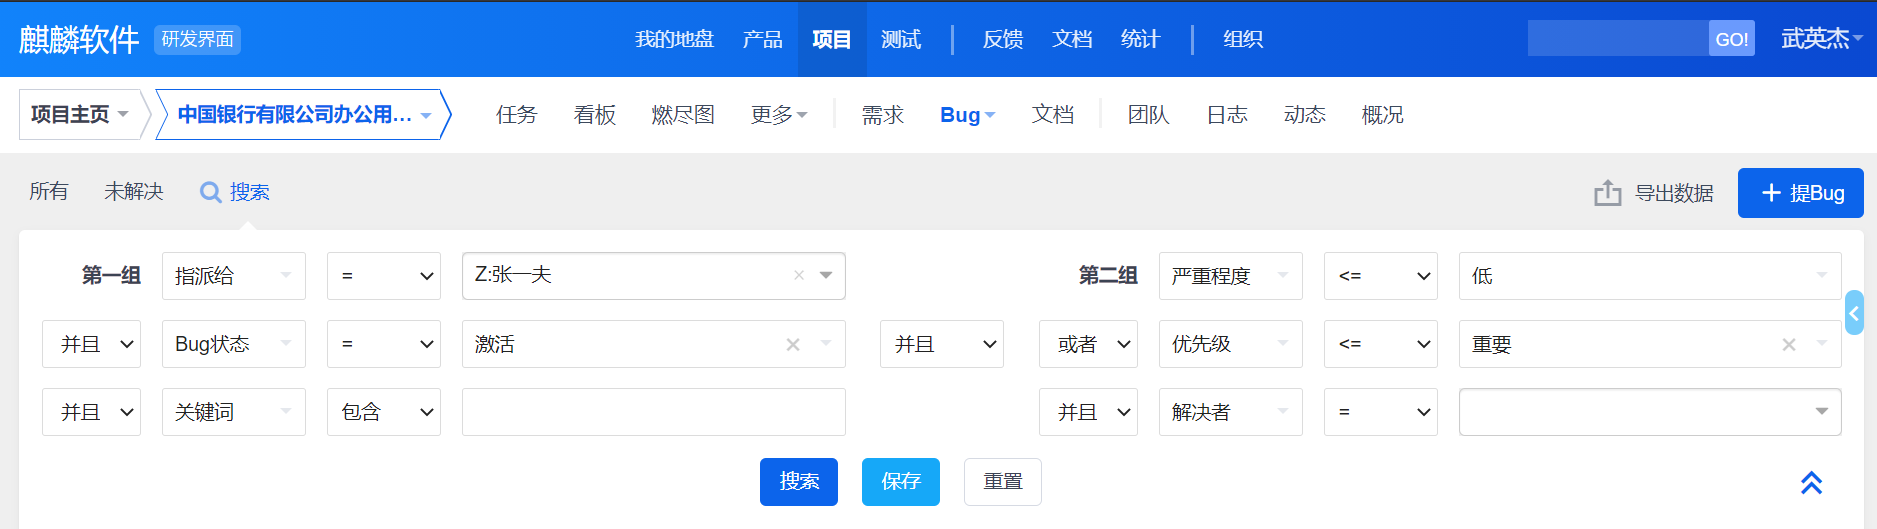 麒麟软件 研发界面 我的地盘 产品 项目 测试 反馈 文档 统计 组织 GO! 武英杰
项目主页 中国银行有限公司办公用... 任务 看板 燃尽图 更多 需求 Bug 文档 团队 日志 动态 概况
所有 未解决 搜索 导出数据 + 提Bug
第一组 指派给 = Z:张一夫 × 第二组 严重程度 <= 低
并且 Bug状态 = 激活 × 并且 或者 优先级 <= 重要 ×
并且 关键词 包含 并且 解决者 =
搜索 保存 重置